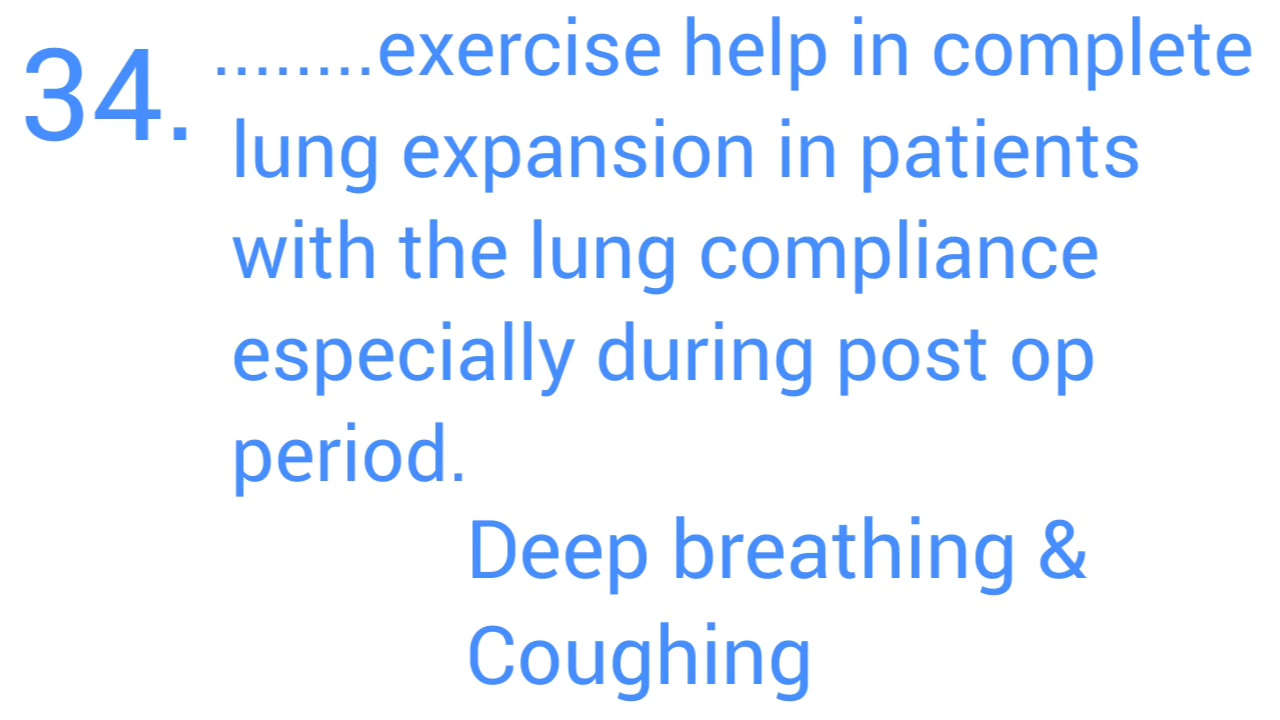 34. ........exercise help in complete
lung expansion in patients
with the lung compliance
especially during post op
period.
Deep breathing &
Coughing